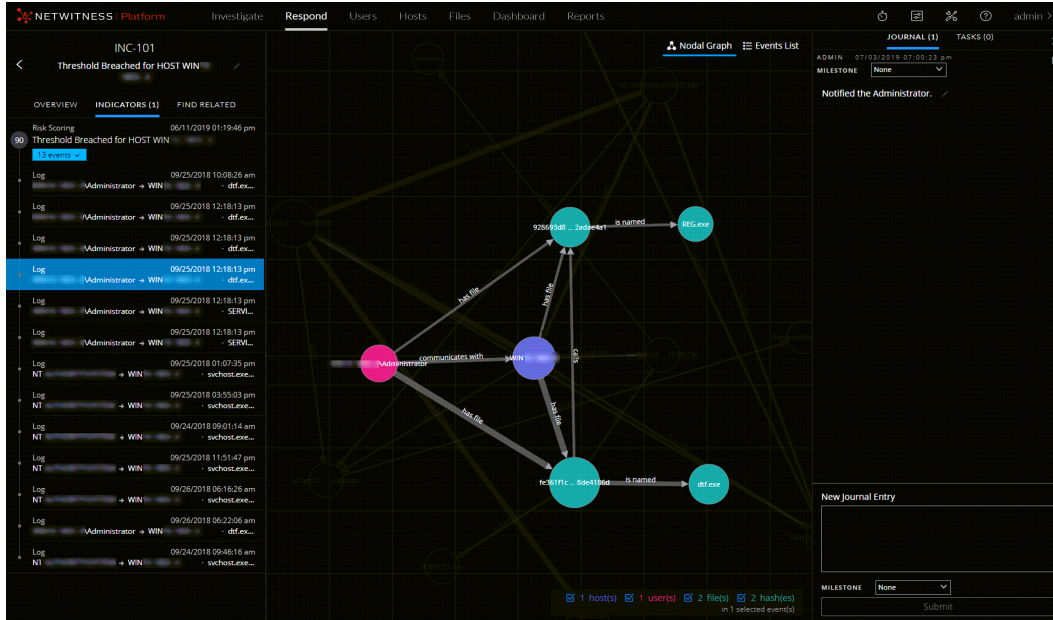 NETWITNESS Platform
Investigate Respond Users Hosts Files Dashboard Reports
admin >
INC-101
Threshold Breached for HOST WIN
OVERVIEW INDICATORS (1) FIND RELATED
Risk Scoring 06/11/2019 01:19:46 pm
90 Threshold Breached for HOST WIN
13 events
Log 09/25/2018 10:08:26 am
\Administrator → WIN · dtf.ex...
Log 09/25/2018 12:18:13 pm
\Administrator → WIN · dtf.ex...
Log 09/25/2018 12:18:13 pm
\Administrator → WIN · dtf.ex...
Log 09/25/2018 12:18:13 pm
\Administrator → WIN · dtf.ex...
Log 09/25/2018 12:18:13 pm
\Administrator → WIN · SERVI...
Log 09/25/2018 12:18:13 pm
\Administrator → WIN · SERVI...
Log 09/25/2018 01:07:35 pm
NT → WIN · svchost.exe...
Log 09/25/2018 03:55:03 pm
NT → WIN · svchost.exe...
Log 09/24/2018 09:01:14 am
NT → WIN · svchost.exe...
Log 09/25/2018 11:51:47 pm
NT → WIN · svchost.exe...
Log 09/26/2018 06:16:26 am
NT → WIN · svchost.exe...
Log 09/26/2018 06:22:06 am
\Administrator → WIN · dtf.ex...
Log 09/24/2018 09:46:16 am
NT → WIN · svchost.exe...
Nodal Graph Events List
928693d8 ... 2adae4a1
is named
REG.exe
has file
has file
calls
\Administrator
communicates with
WIN
has file
has file
fe361f1c ... 8de4186d
is named
dtf.exe
1 host(s) 1 user(s) 2 file(s) 2 hash(es)
in 1 selected event(s)
JOURNAL (1) TASKS (0)
ADMIN 07/03/2019 07:00:23 pm
MILESTONE None
Notified the Administrator.
New Journal Entry
MILESTONE None
Submit